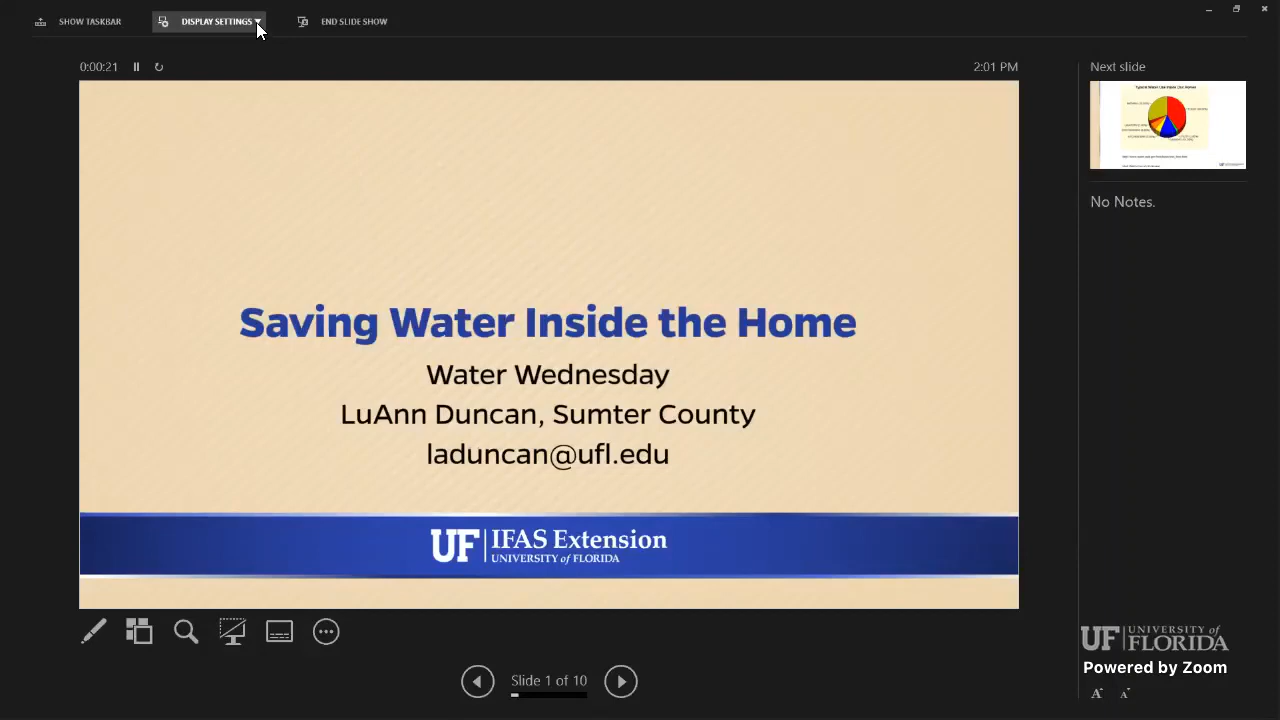 SHOW TASKBAR
DISPLAY SETTINGS
END SLIDE SHOW
0:00:21
2:01 PM
Next slide
No Notes.
Saving Water Inside the Home
Water Wednesday
LuAnn Duncan, Sumter County
laduncan@ufl.edu
UF IFAS Extension
UNIVERSITY of FLORIDA
UF UNIVERSITY of
FLORIDA
Powered by Zoom
Slide 1 of 10
A A